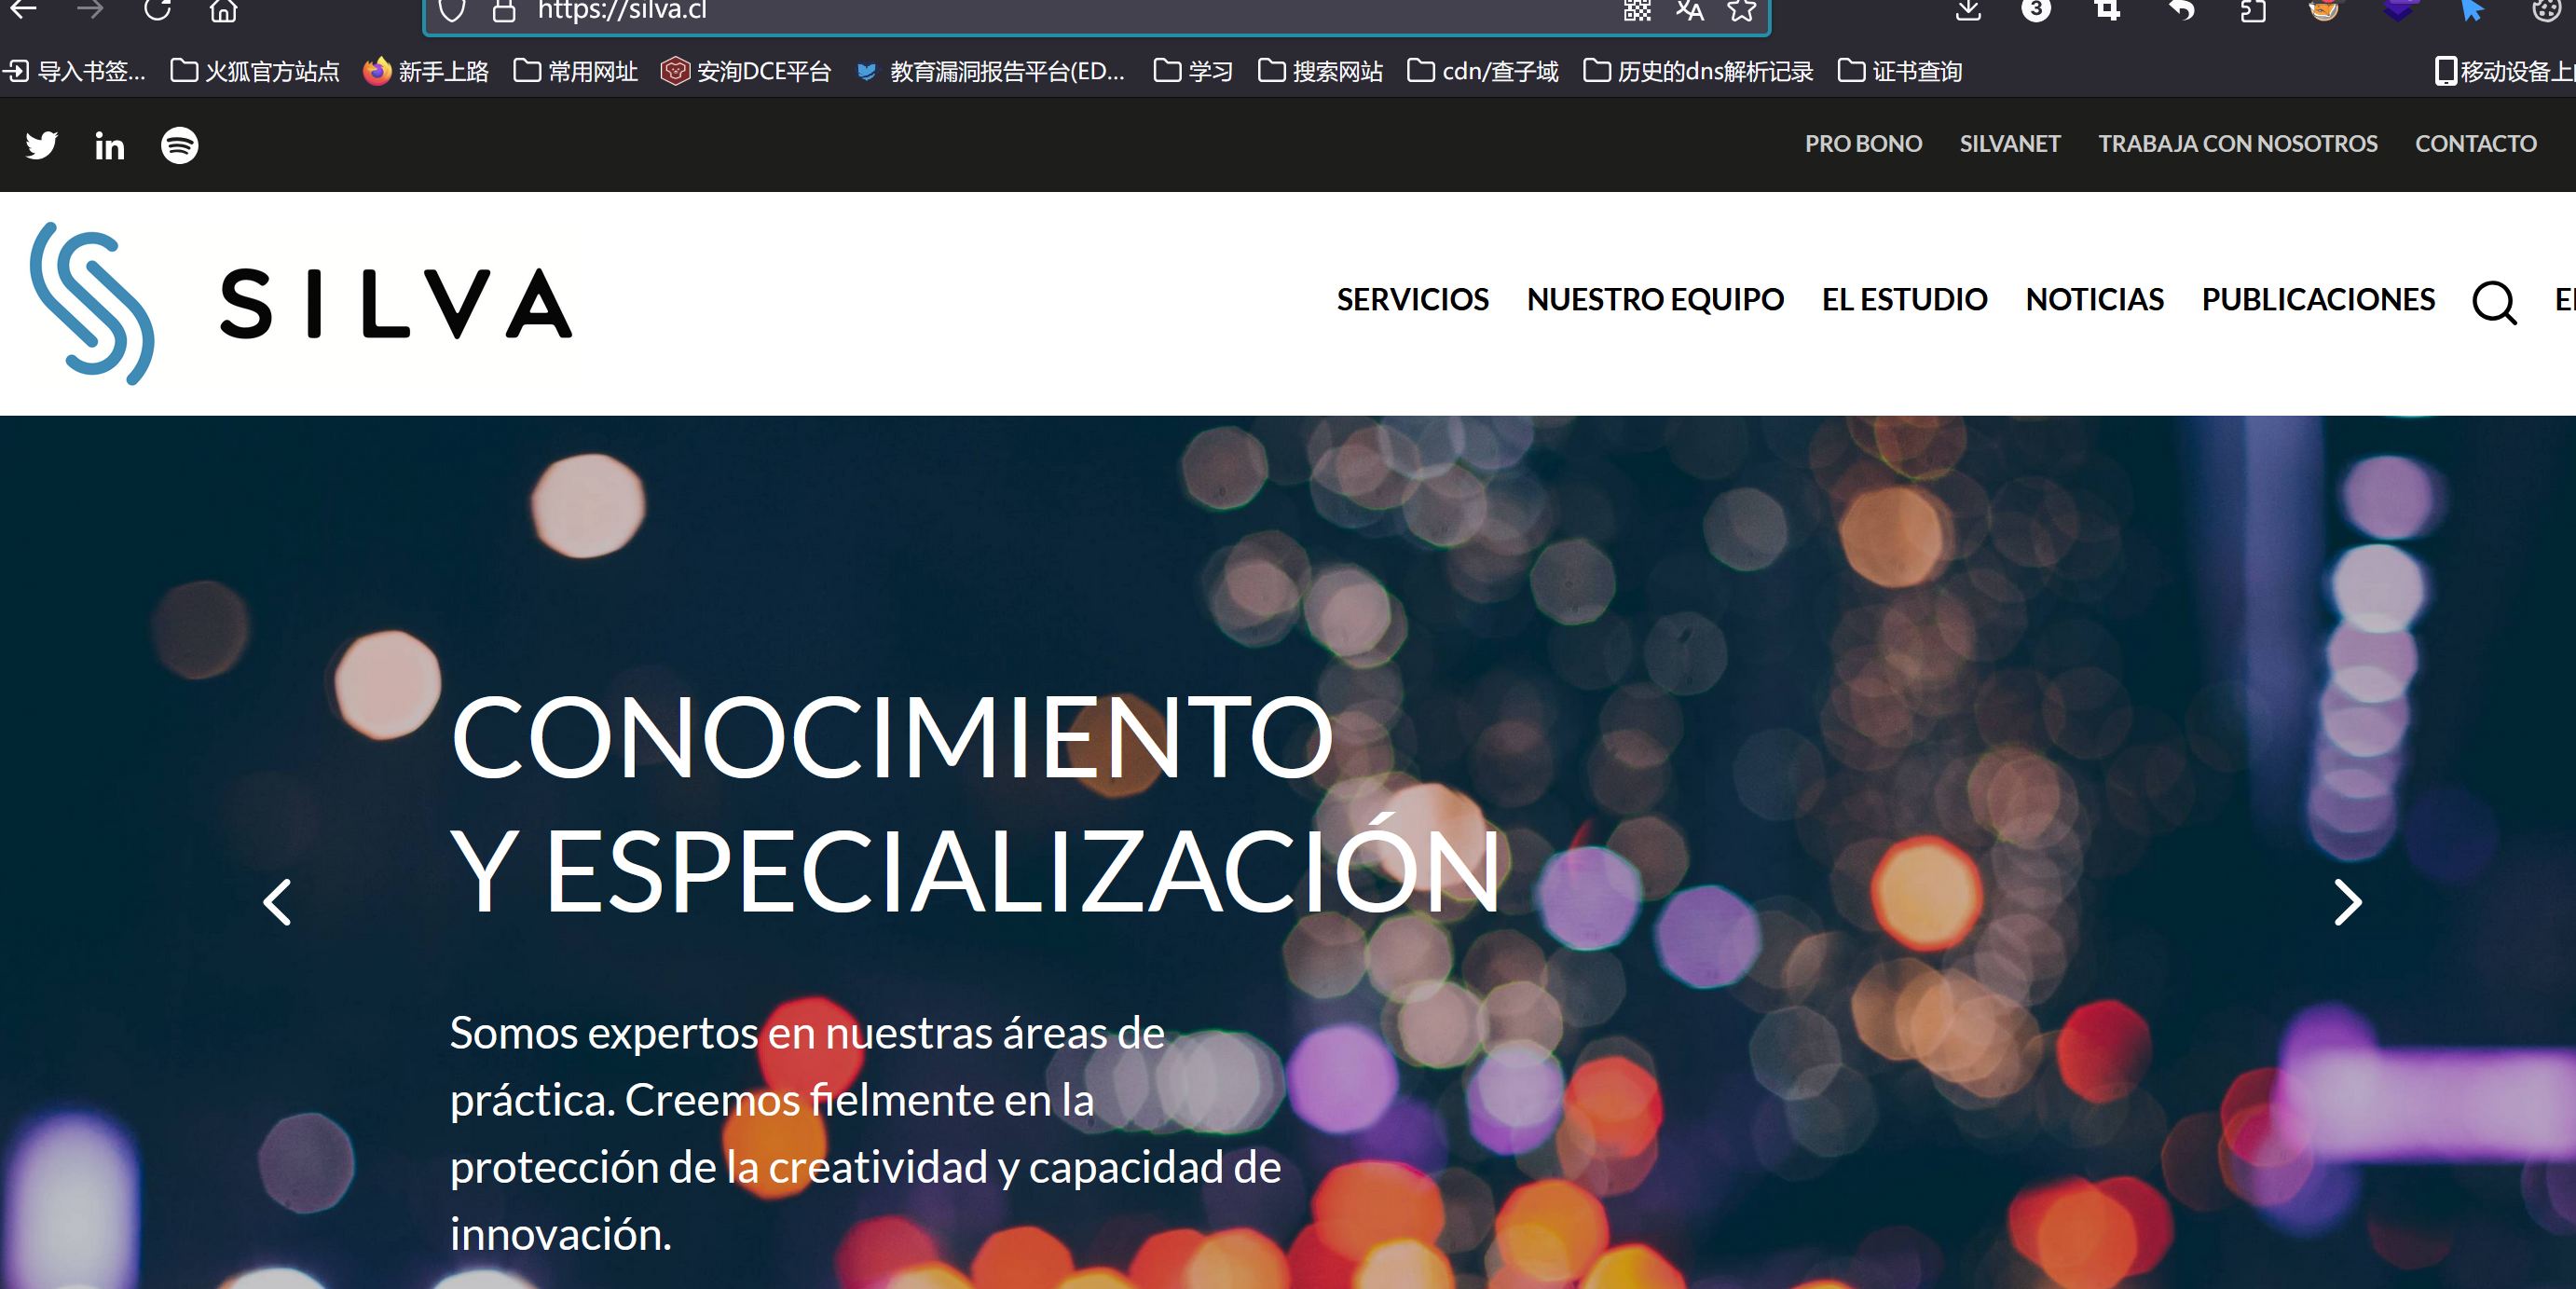 https://silva.cl
3
导入书签... 火狐官方站点 新手上路 常用网址 安洵DCE平台 教育漏洞报告平台(ED... 学习 搜索网站 cdn/查子域 历史的dns解析记录 证书查询 移动设备上
PRO BONO SILVANET TRABAJA CON NOSOTROS CONTACTO
SILVA
SERVICIOS NUESTRO EQUIPO EL ESTUDIO NOTICIAS PUBLICACIONES
CONOCIMIENTO
Y ESPECIALIZACIÓN
Somos expertos en nuestras áreas de
práctica. Creemos fielmente en la
protección de la creatividad y capacidad de
innovación.